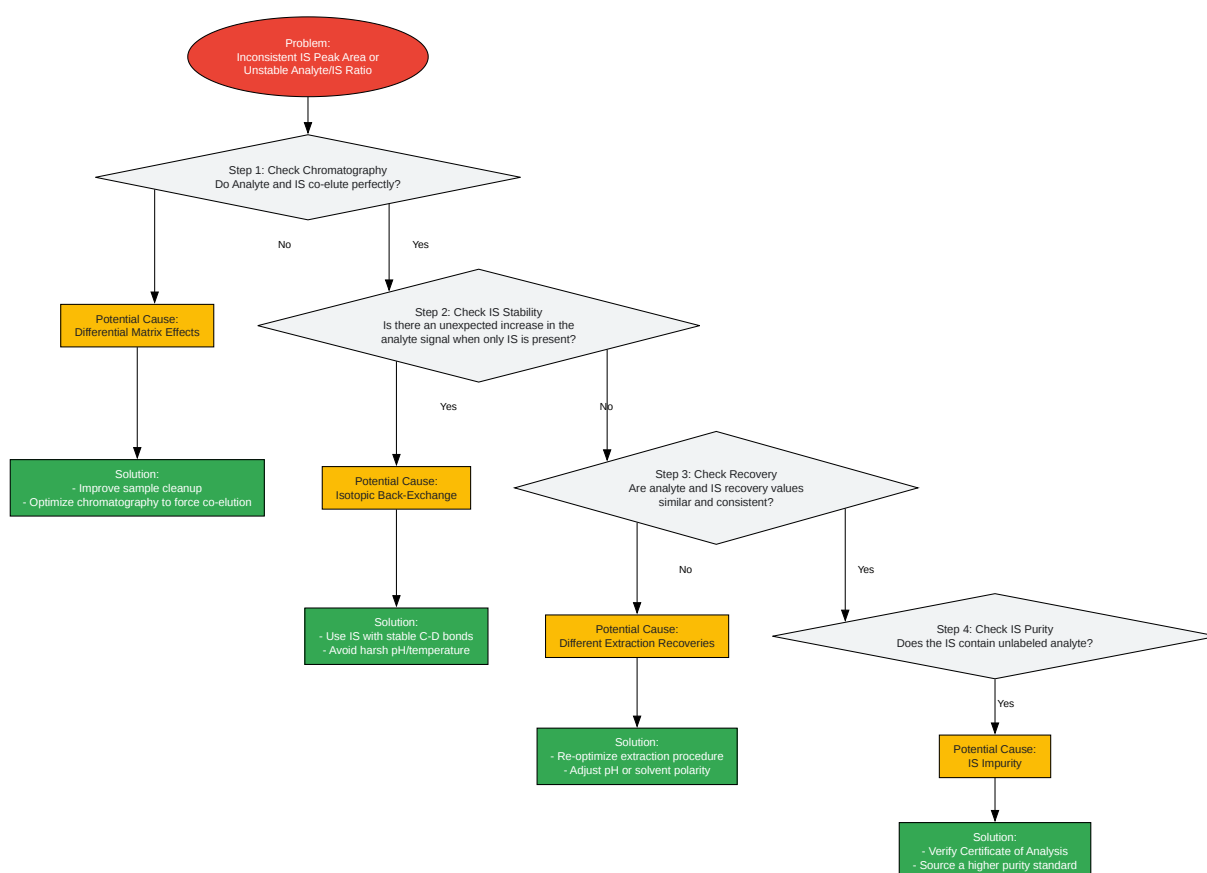 Problem:
Inconsistent IS Peak Area or
Unstable Analyte/IS Ratio
Step 1: Check Chromatography
Do Analyte and IS co-elute perfectly?
No
Yes
Potential Cause:
Differential Matrix Effects
Step 2: Check IS Stability
Is there an unexpected increase in the
analyte signal when only IS is present?
Yes
No
Solution:
- Improve sample cleanup
- Optimize chromatography to force co-elution
Potential Cause:
Isotopic Back-Exchange
Step 3: Check Recovery
Are analyte and IS recovery values
similar and consistent?
No
Yes
Solution:
- Use IS with stable C-D bonds
- Avoid harsh pH/temperature
Potential Cause:
Different Extraction Recoveries
Step 4: Check IS Purity
Does the IS contain unlabeled analyte?
Yes
Solution:
- Re-optimize extraction procedure
- Adjust pH or solvent polarity
Potential Cause:
IS Impurity
Solution:
- Verify Certificate of Analysis
- Source a higher purity standard